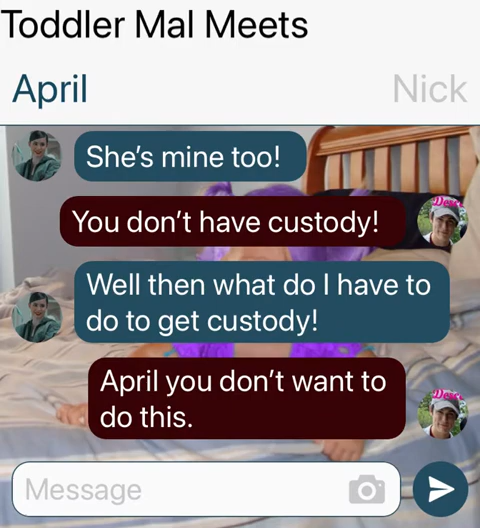 Toddler Mal Meets
April
Nick
She's mine too!
You don't have custody!
Well then what do I have to
do to get custody!
April you don't want to
do this.
Message